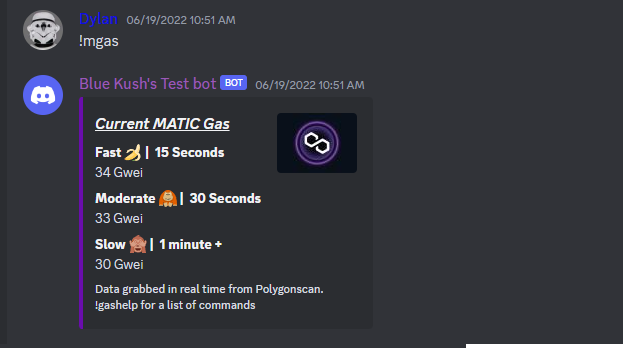 Dylan 06/19/2022 10:51 AM
!mgas
Blue Kush's Test bot BOT 06/19/2022 10:51 AM
Current MATIC Gas
Fast 🍌 | 15 Seconds
34 Gwei
Moderate 🦧 | 30 Seconds
33 Gwei
Slow 🙈 | 1 minute +
30 Gwei
Data grabbed in real time from Polygonscan.
!gashelp for a list of commands